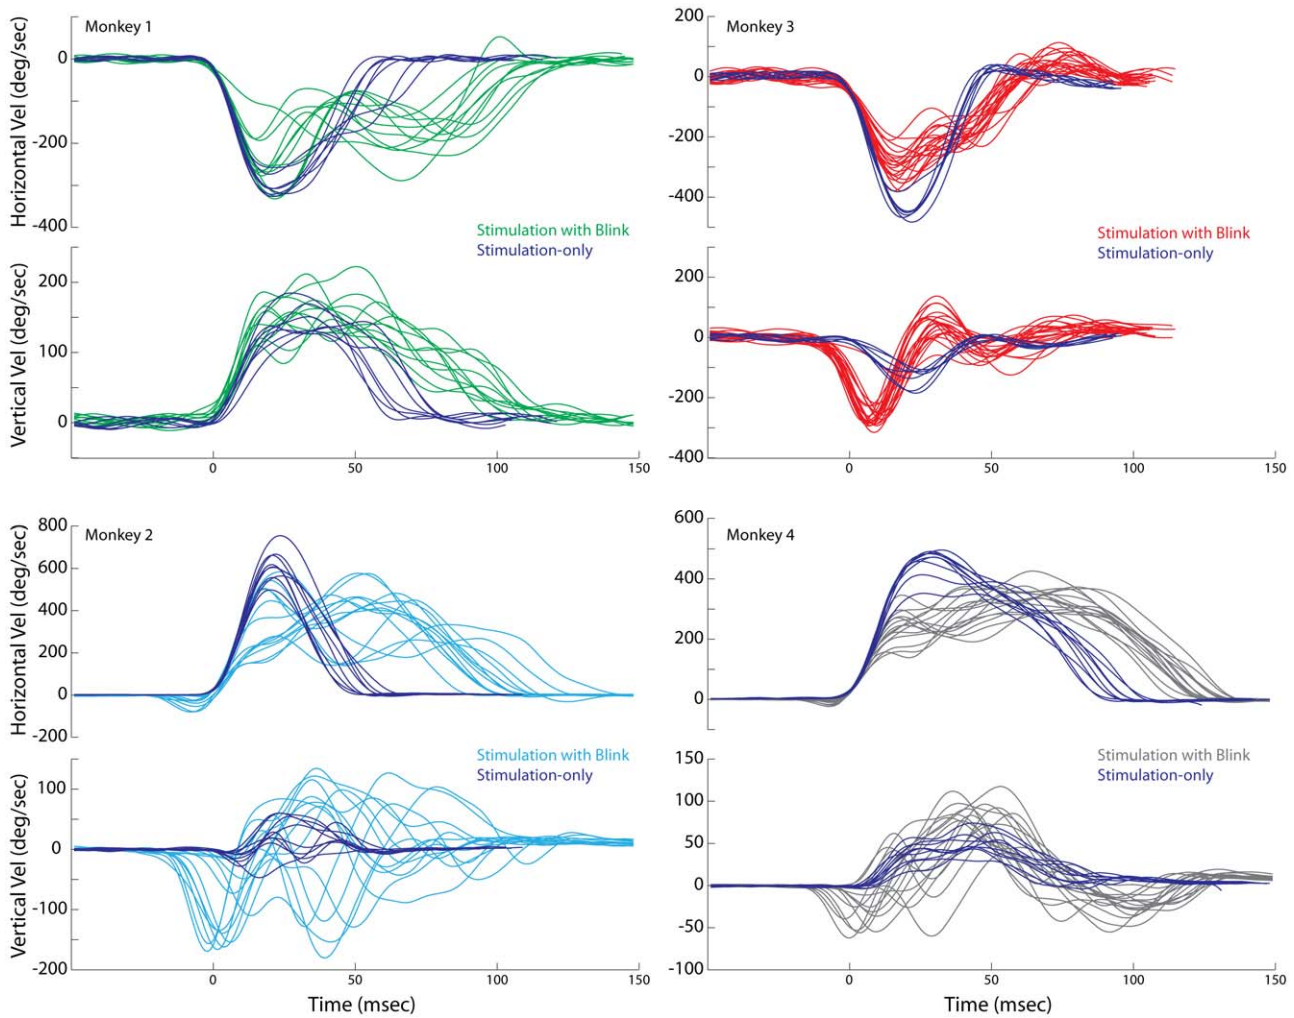 Monkey 1
Horizontal Vel (deg/sec)
0
-200
-400
Stimulation with Blink
Stimulation-only
Vertical Vel (deg/sec)
200
100
0
0 50 100 150
Monkey 3
200
0
-200
-400
Stimulation with Blink
Stimulation-only
200
0
-200
-400
0 50 100 150
Monkey 2
Horizontal Vel (deg/sec)
800
600
400
200
0
-200
Stimulation with Blink
Stimulation-only
Vertical Vel (deg/sec)
100
0
-100
-200
0 50 100 150
Time (msec)
Monkey 4
600
400
200
0
Stimulation with Blink
Stimulation-only
150
100
50
0
-50
-100
0 50 100 150
Time (msec)